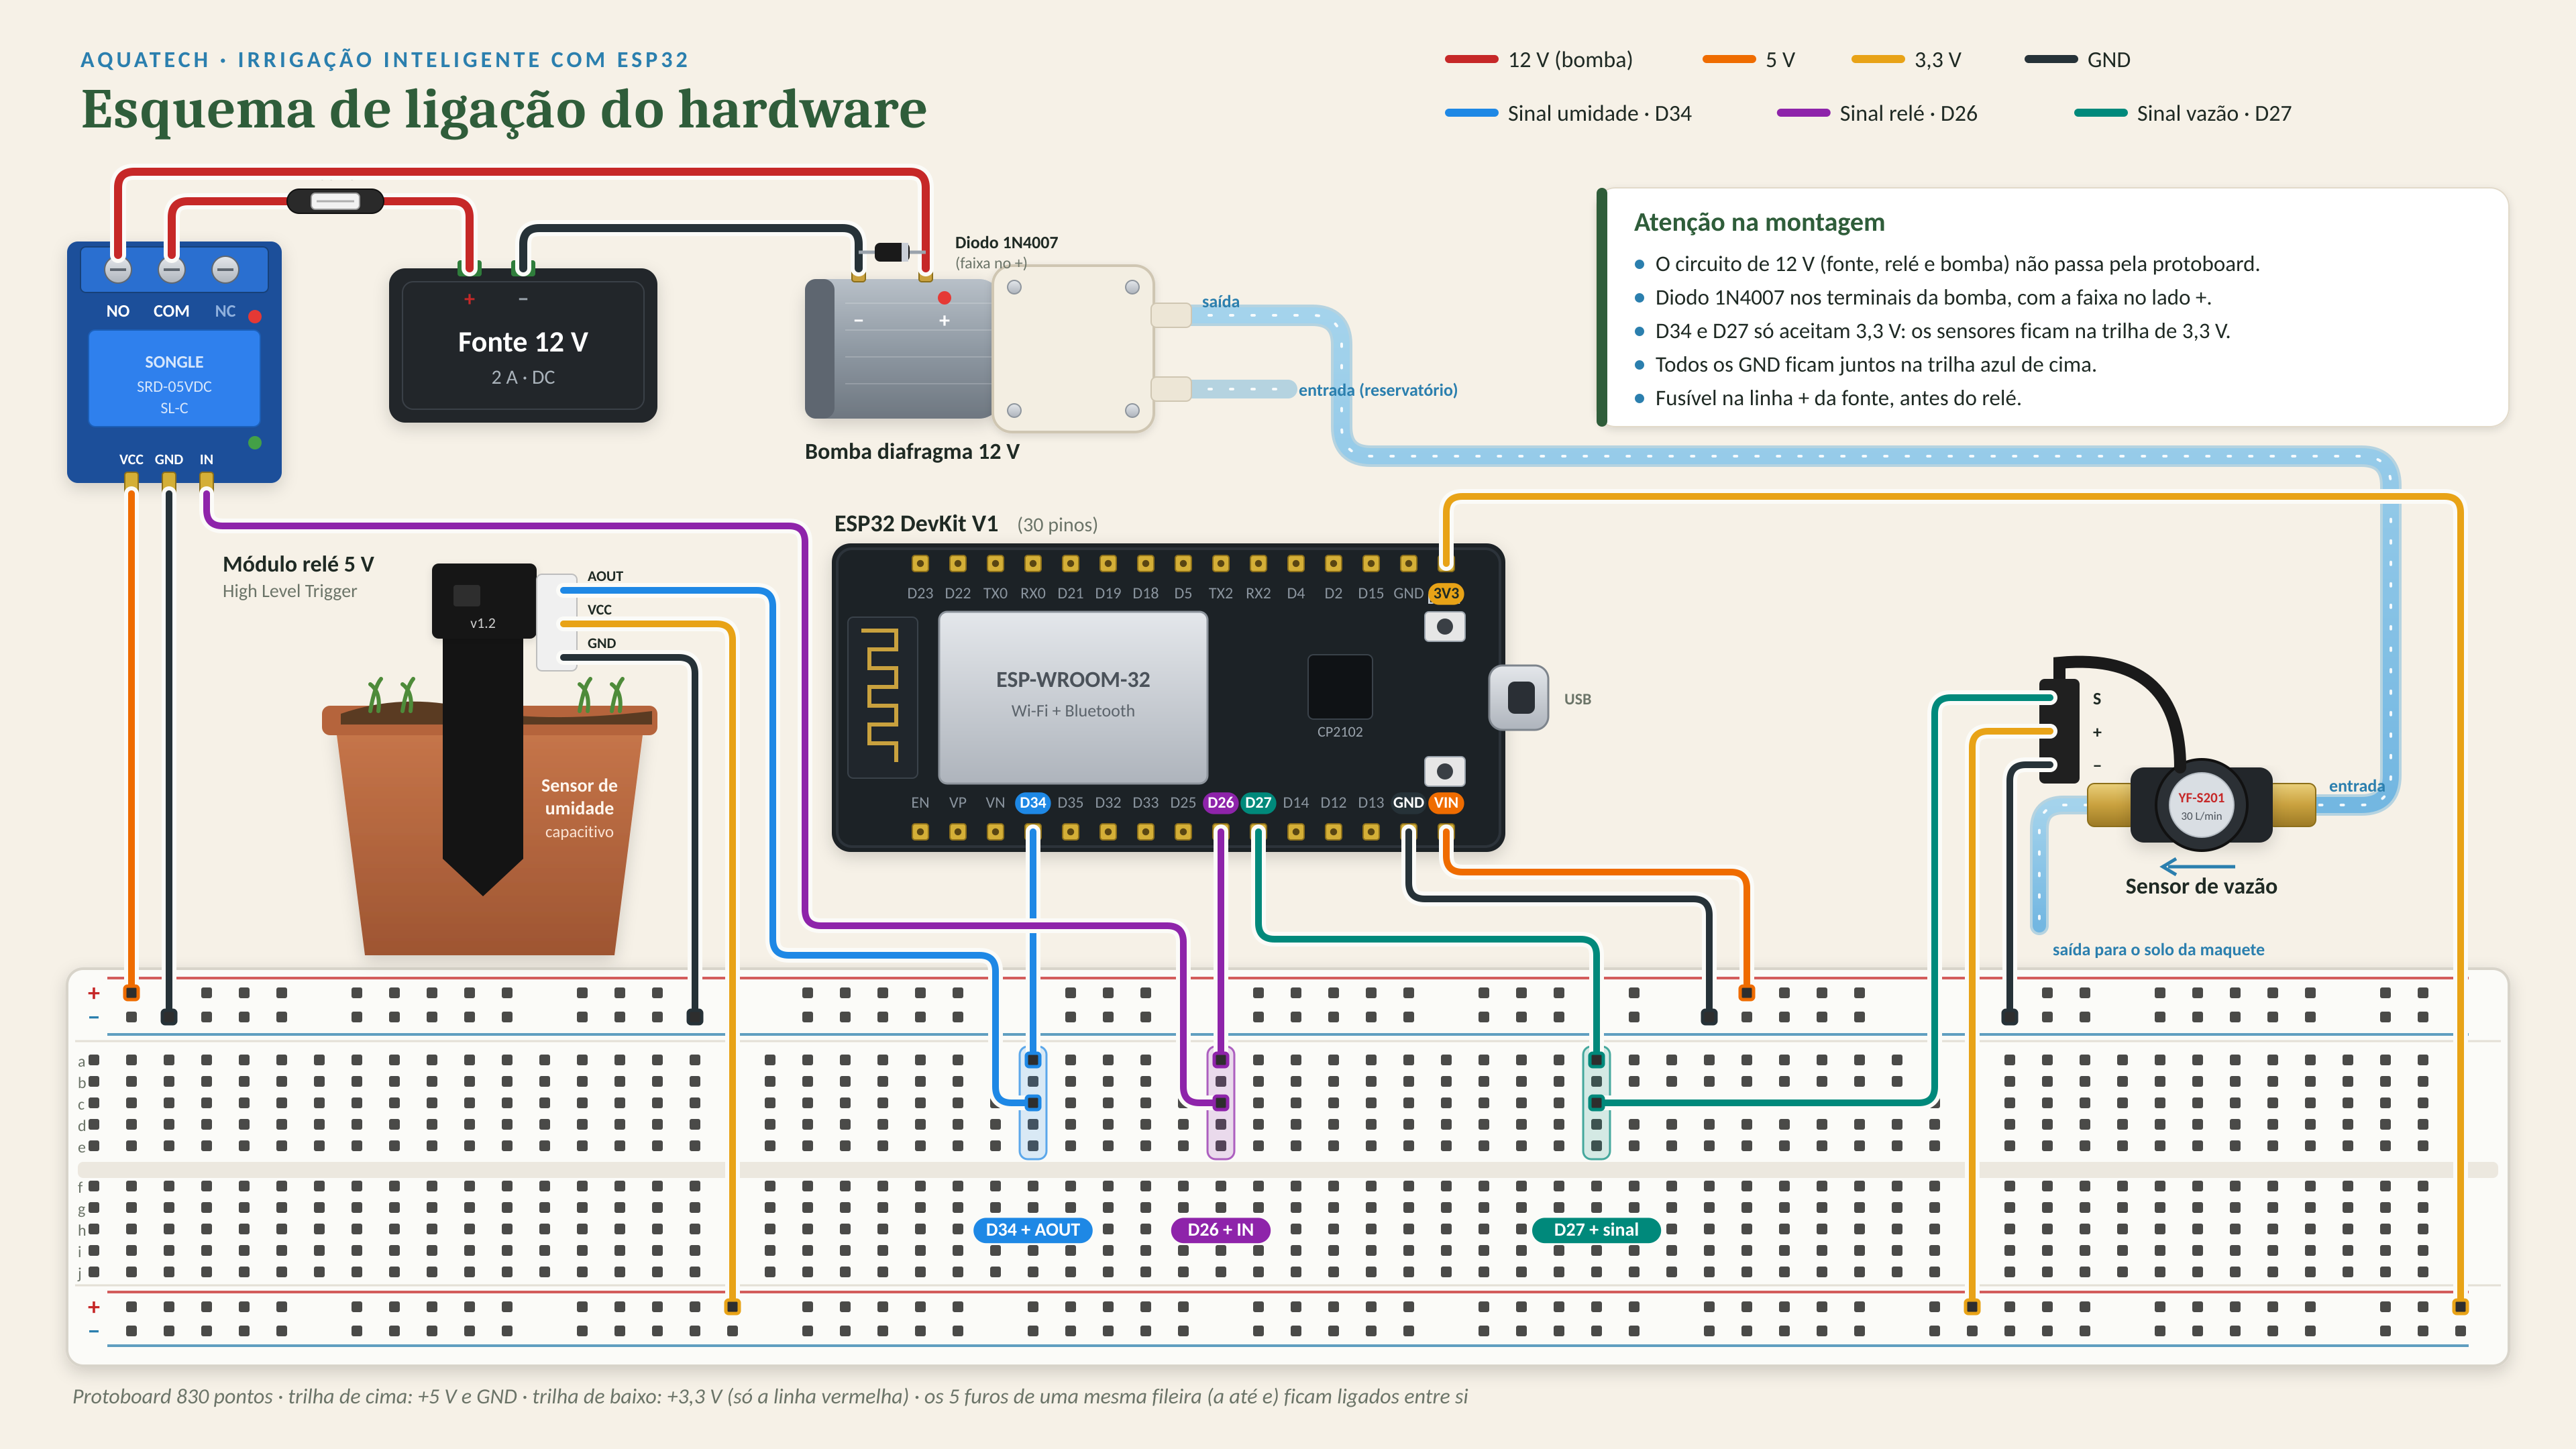 AQUATECH · IRRIGAÇÃO INTELIGENTE COM ESP32
Esquema de ligação do hardware
12 V (bomba)
5 V
3,3 V
GND
Sinal umidade · D34
Sinal relé · D26
Sinal vazão · D27
Atenção na montagem
O circuito de 12 V (fonte, relé e bomba) não passa pela protoboard.
Diodo 1N4007 nos terminais da bomba, com a faixa no lado +.
D34 e D27 só aceitam 3,3 V: os sensores ficam na trilha de 3,3 V.
Todos os GND ficam juntos na trilha azul de cima.
Fusível na linha + da fonte, antes do relé.
NO COM NC
SONGLE
SRD-05VDC
SL-C
VCC GND IN
Módulo relé 5 V
High Level Trigger
+ −
Fonte 12 V
2 A · DC
Diodo 1N4007
(faixa no +)
− +
Bomba diafragma 12 V
saída
entrada (reservatório)
v1.2
AOUT
VCC
GND
Sensor de
umidade
capacitivo
ESP32 DevKit V1 (30 pinos)
D23 D22 TX0 RX0 D21 D19 D18 D5 TX2 RX2 D4 D2 D15 GND 3V3
ESP-WROOM-32
Wi-Fi + Bluetooth
CP2102
USB
EN VP VN D34 D35 D32 D33 D25 D26 D27 D14 D12 D13 GND VIN
S
+
−
YF-S201
30 L/min
entrada
Sensor de vazão
saída para o solo da maquete
+
−
a
b
c
d
e
f
g
h
i
j
D34 + AOUT
D26 + IN
D27 + sinal
+
−
Protoboard 830 pontos · trilha de cima: +5 V e GND · trilha de baixo: +3,3 V (só a linha vermelha) · os 5 furos de uma mesma fileira (a até e) ficam ligados entre si